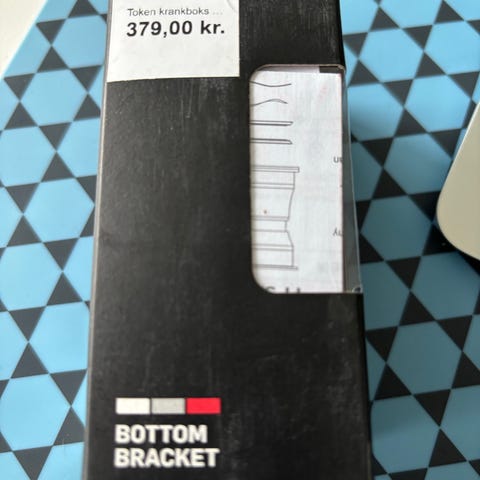 Token krankboks ...
379,00 kr.
BOTTOM
BRACKET